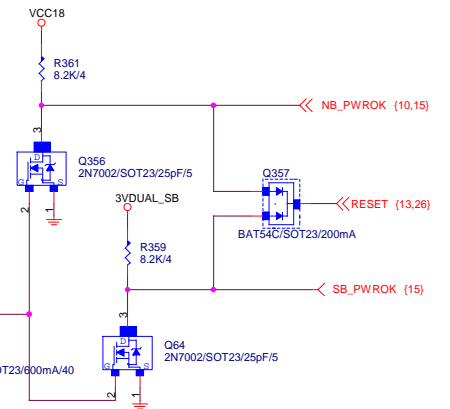 VCC18
R361
8.2K/4
NB_PWROK {10,15}
3
D
G S
Q356
2N7002/SOT23/25pF/5
2
1
Q357
RESET {13,26}
BAT54C/SOT23/200mA
3VDUAL_SB
R359
8.2K/4
SB_PWROK {15}
3
D
G S
Q64
2N7002/SOT23/25pF/5
OT23/600mA/40
2
1